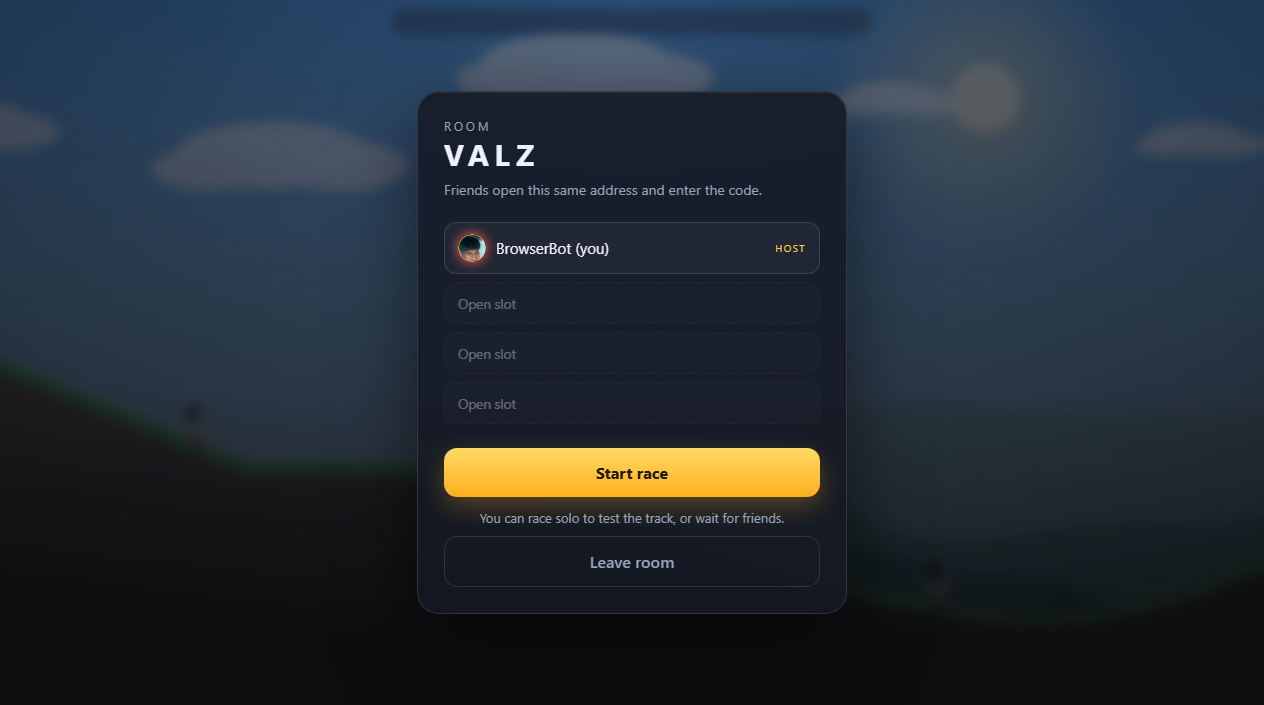 ROOM
VALZ
Friends open this same address and enter the code.
BrowserBot (you) HOST
Open slot
Open slot
Open slot
Start race
You can race solo to test the track, or wait for friends.
Leave room